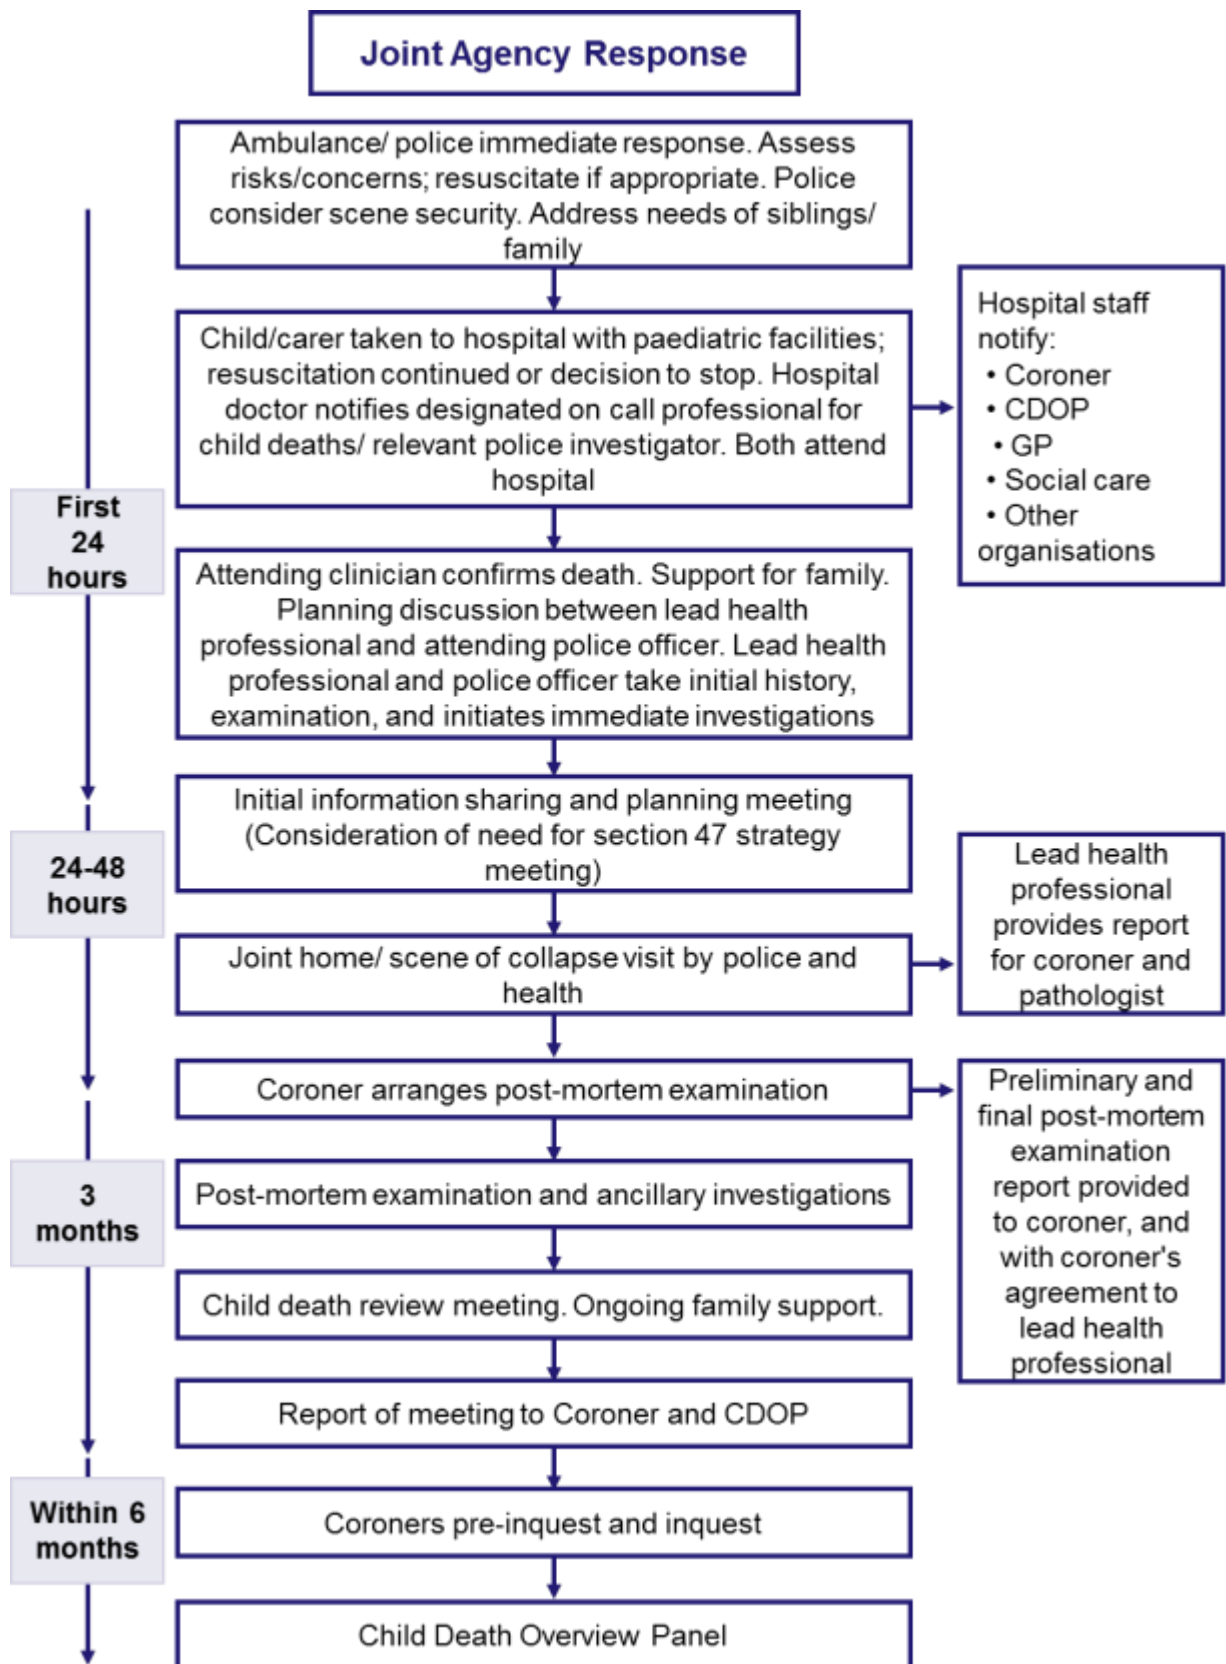 Joint Agency Response
Ambulance/ police immediate response. Assess
risks/concerns; resuscitate if appropriate. Police
consider scene security. Address needs of siblings/
family
Child/carer taken to hospital with paediatric facilities;
resuscitation continued or decision to stop. Hospital
doctor notifies designated on call professional for
child deaths/ relevant police investigator. Both attend
hospital
Hospital staff
notify:
• Coroner
• CDOP
• GP
• Social care
• Other
organisations
First
24
hours
Attending clinician confirms death. Support for family.
Planning discussion between lead health
professional and attending police officer. Lead health
professional and police officer take initial history,
examination, and initiates immediate investigations
24-48
hours
Initial information sharing and planning meeting
(Consideration of need for section 47 strategy
meeting)
Joint home/ scene of collapse visit by police and
health
Lead health
professional
provides report
for coroner and
pathologist
Coroner arranges post-mortem examination
Preliminary and
final post-mortem
examination
report provided
to coroner, and
with coroner's
agreement to
lead health
professional
3
months
Post-mortem examination and ancillary investigations
Child death review meeting. Ongoing family support.
Report of meeting to Coroner and CDOP
Within 6
months
Coroners pre-inquest and inquest
Child Death Overview Panel